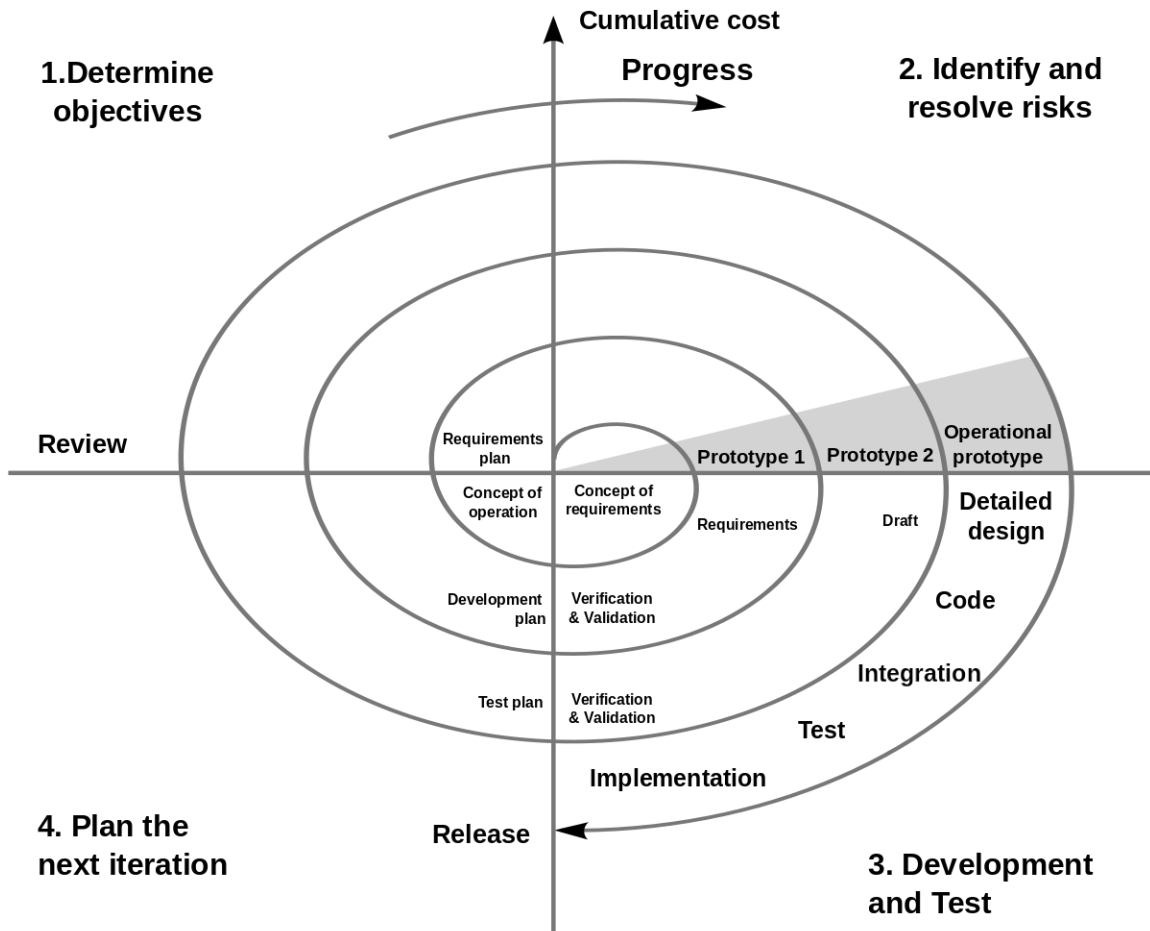 Cumulative cost
Progress
1.Determine
objectives
2. Identify and
resolve risks
Review
Requirements
plan
Prototype 1
Prototype 2
Operational
prototype
Concept of
operation
Concept of
requirements
Requirements
Draft
Detailed
design
Development
plan
Verification
& Validation
Code
Integration
Test plan
Verification
& Validation
Test
Implementation
Release
4. Plan the
next iteration
3. Development
and Test